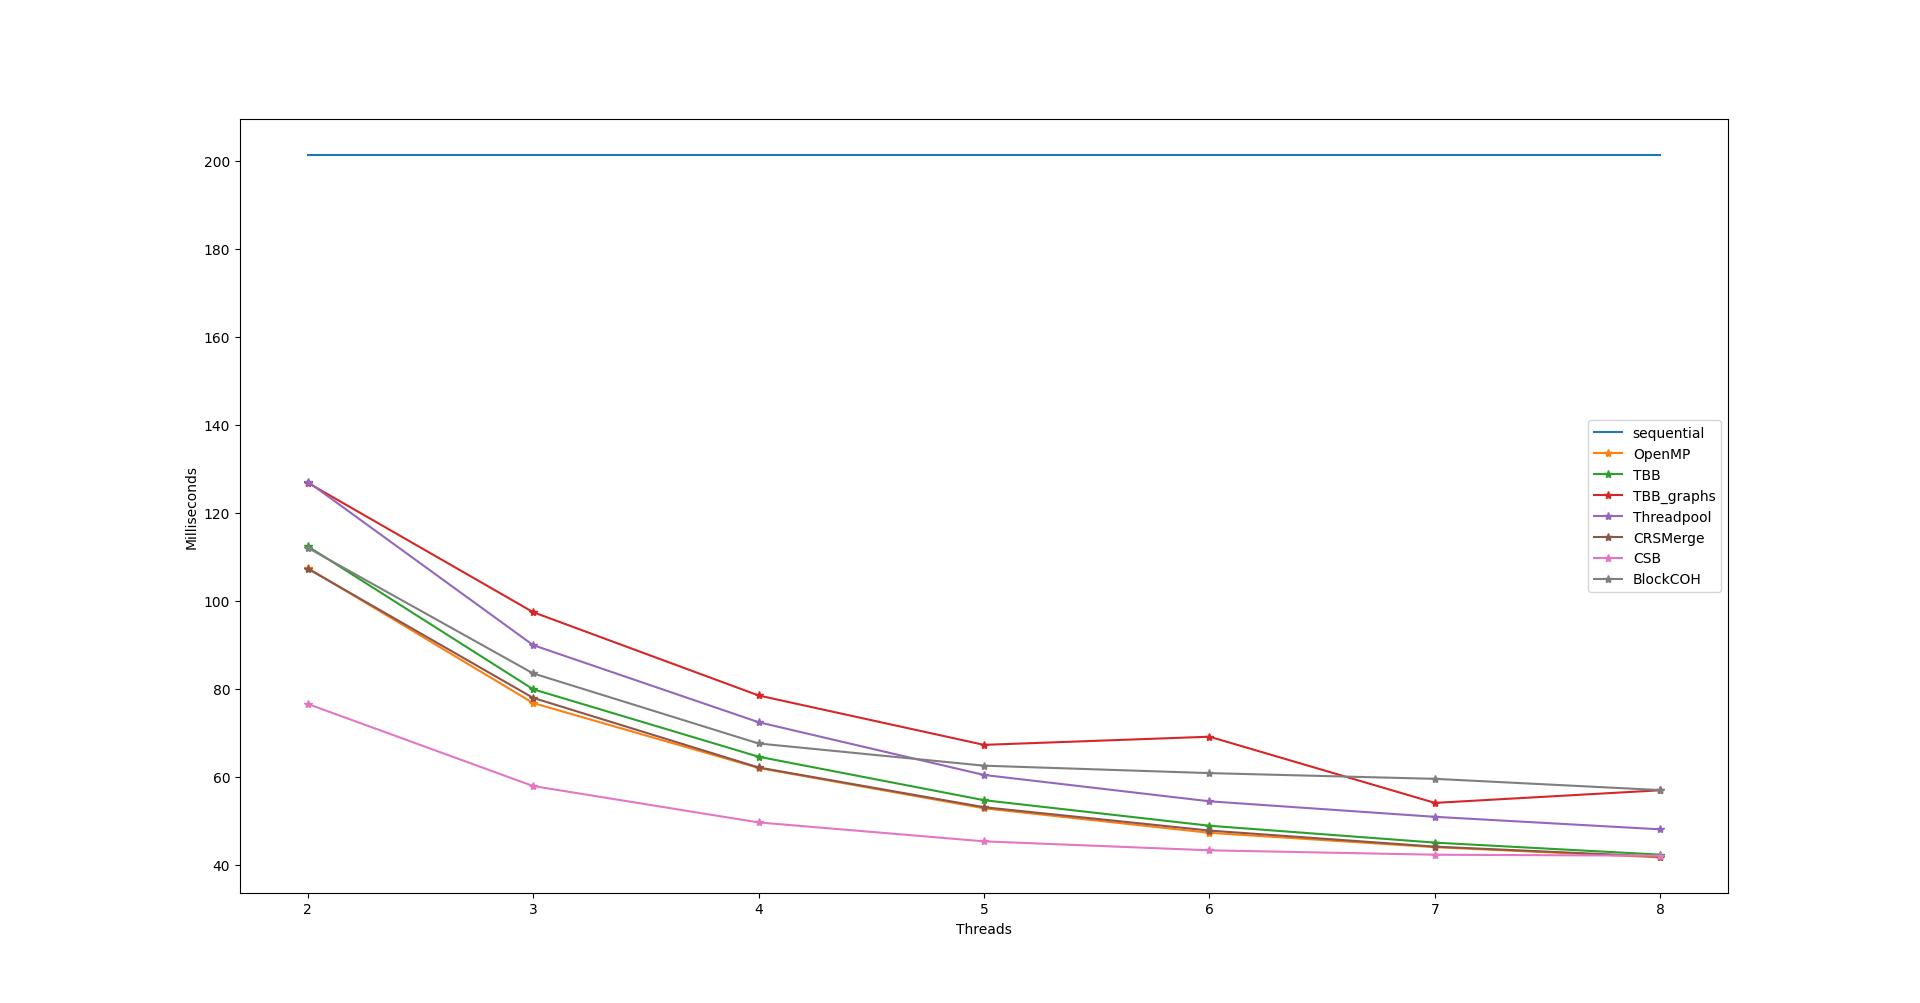 200
180
160
140
120
100
80
60
40
Milliseconds
2 3 4 5 6 7 8
Threads
sequential
OpenMP
TBB
TBB_graphs
Threadpool
CRSMerge
CSB
BlockCOH